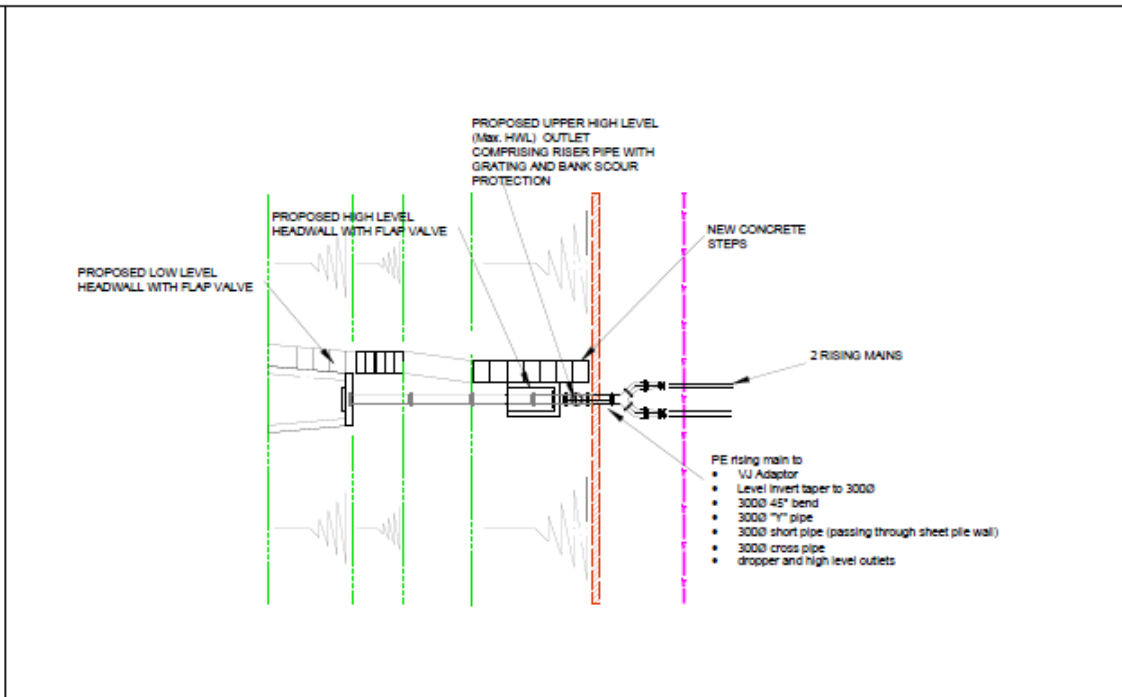 PROPOSED UPPER HIGH LEVEL
(Max. HWL) OUTLET
COMPRISING RISER PIPE WITH
GRATING AND BANK SCOUR
PROTECTION
PROPOSED HIGH LEVEL
HEADWALL WITH FLAP VALVE
NEW CONCRETE
STEPS
PROPOSED LOW LEVEL
HEADWALL WITH FLAP VALVE
2 RISING MAINS
PE rising main to
• VJ Adaptor
• Level invert taper to 300Ø
• 300Ø 45° bend
• 300Ø "Y" pipe
• 300Ø short pipe (passing through sheet pile wall)
• 300Ø cross pipe
• dropper and high level outlets